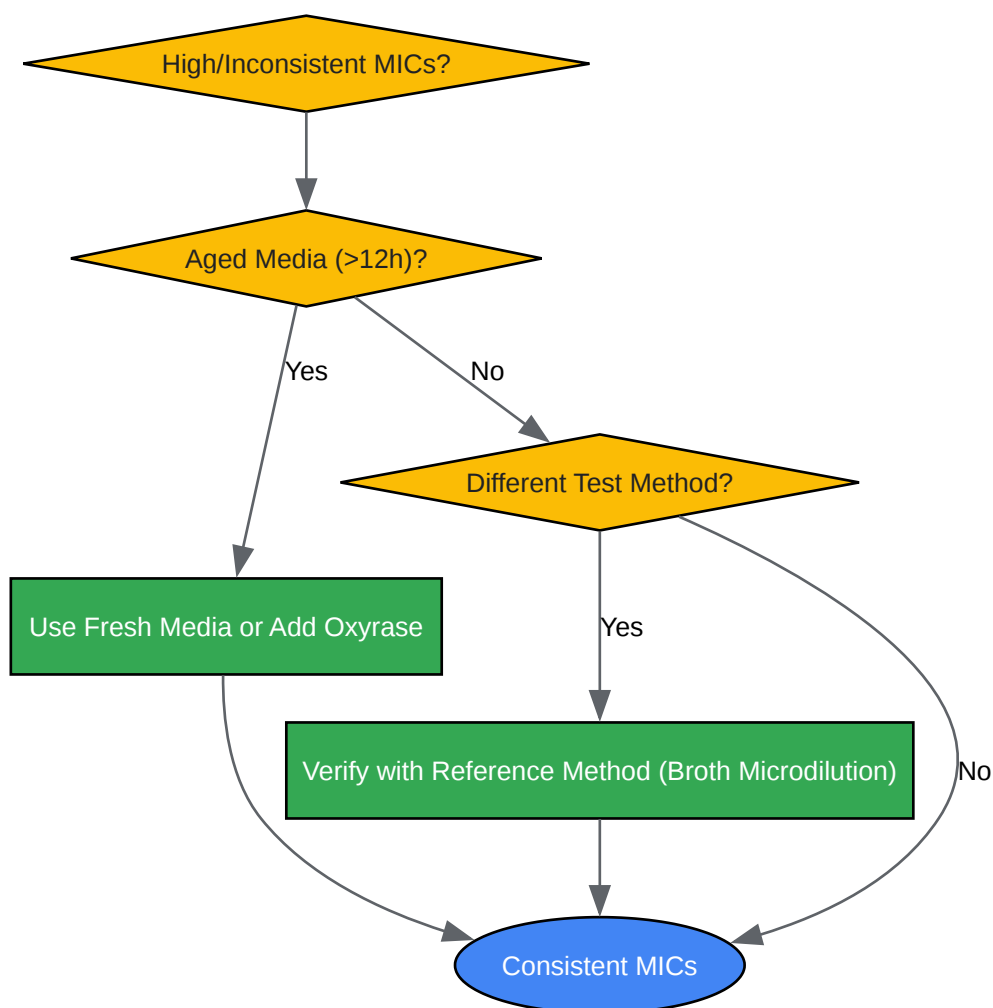 High/Inconsistent MICs?
Aged Media (>12h)?
Yes
No
Different Test Method?
Use Fresh Media or Add Oxyrase
Yes
Verify with Reference Method (Broth Microdilution)
No
Consistent MICs